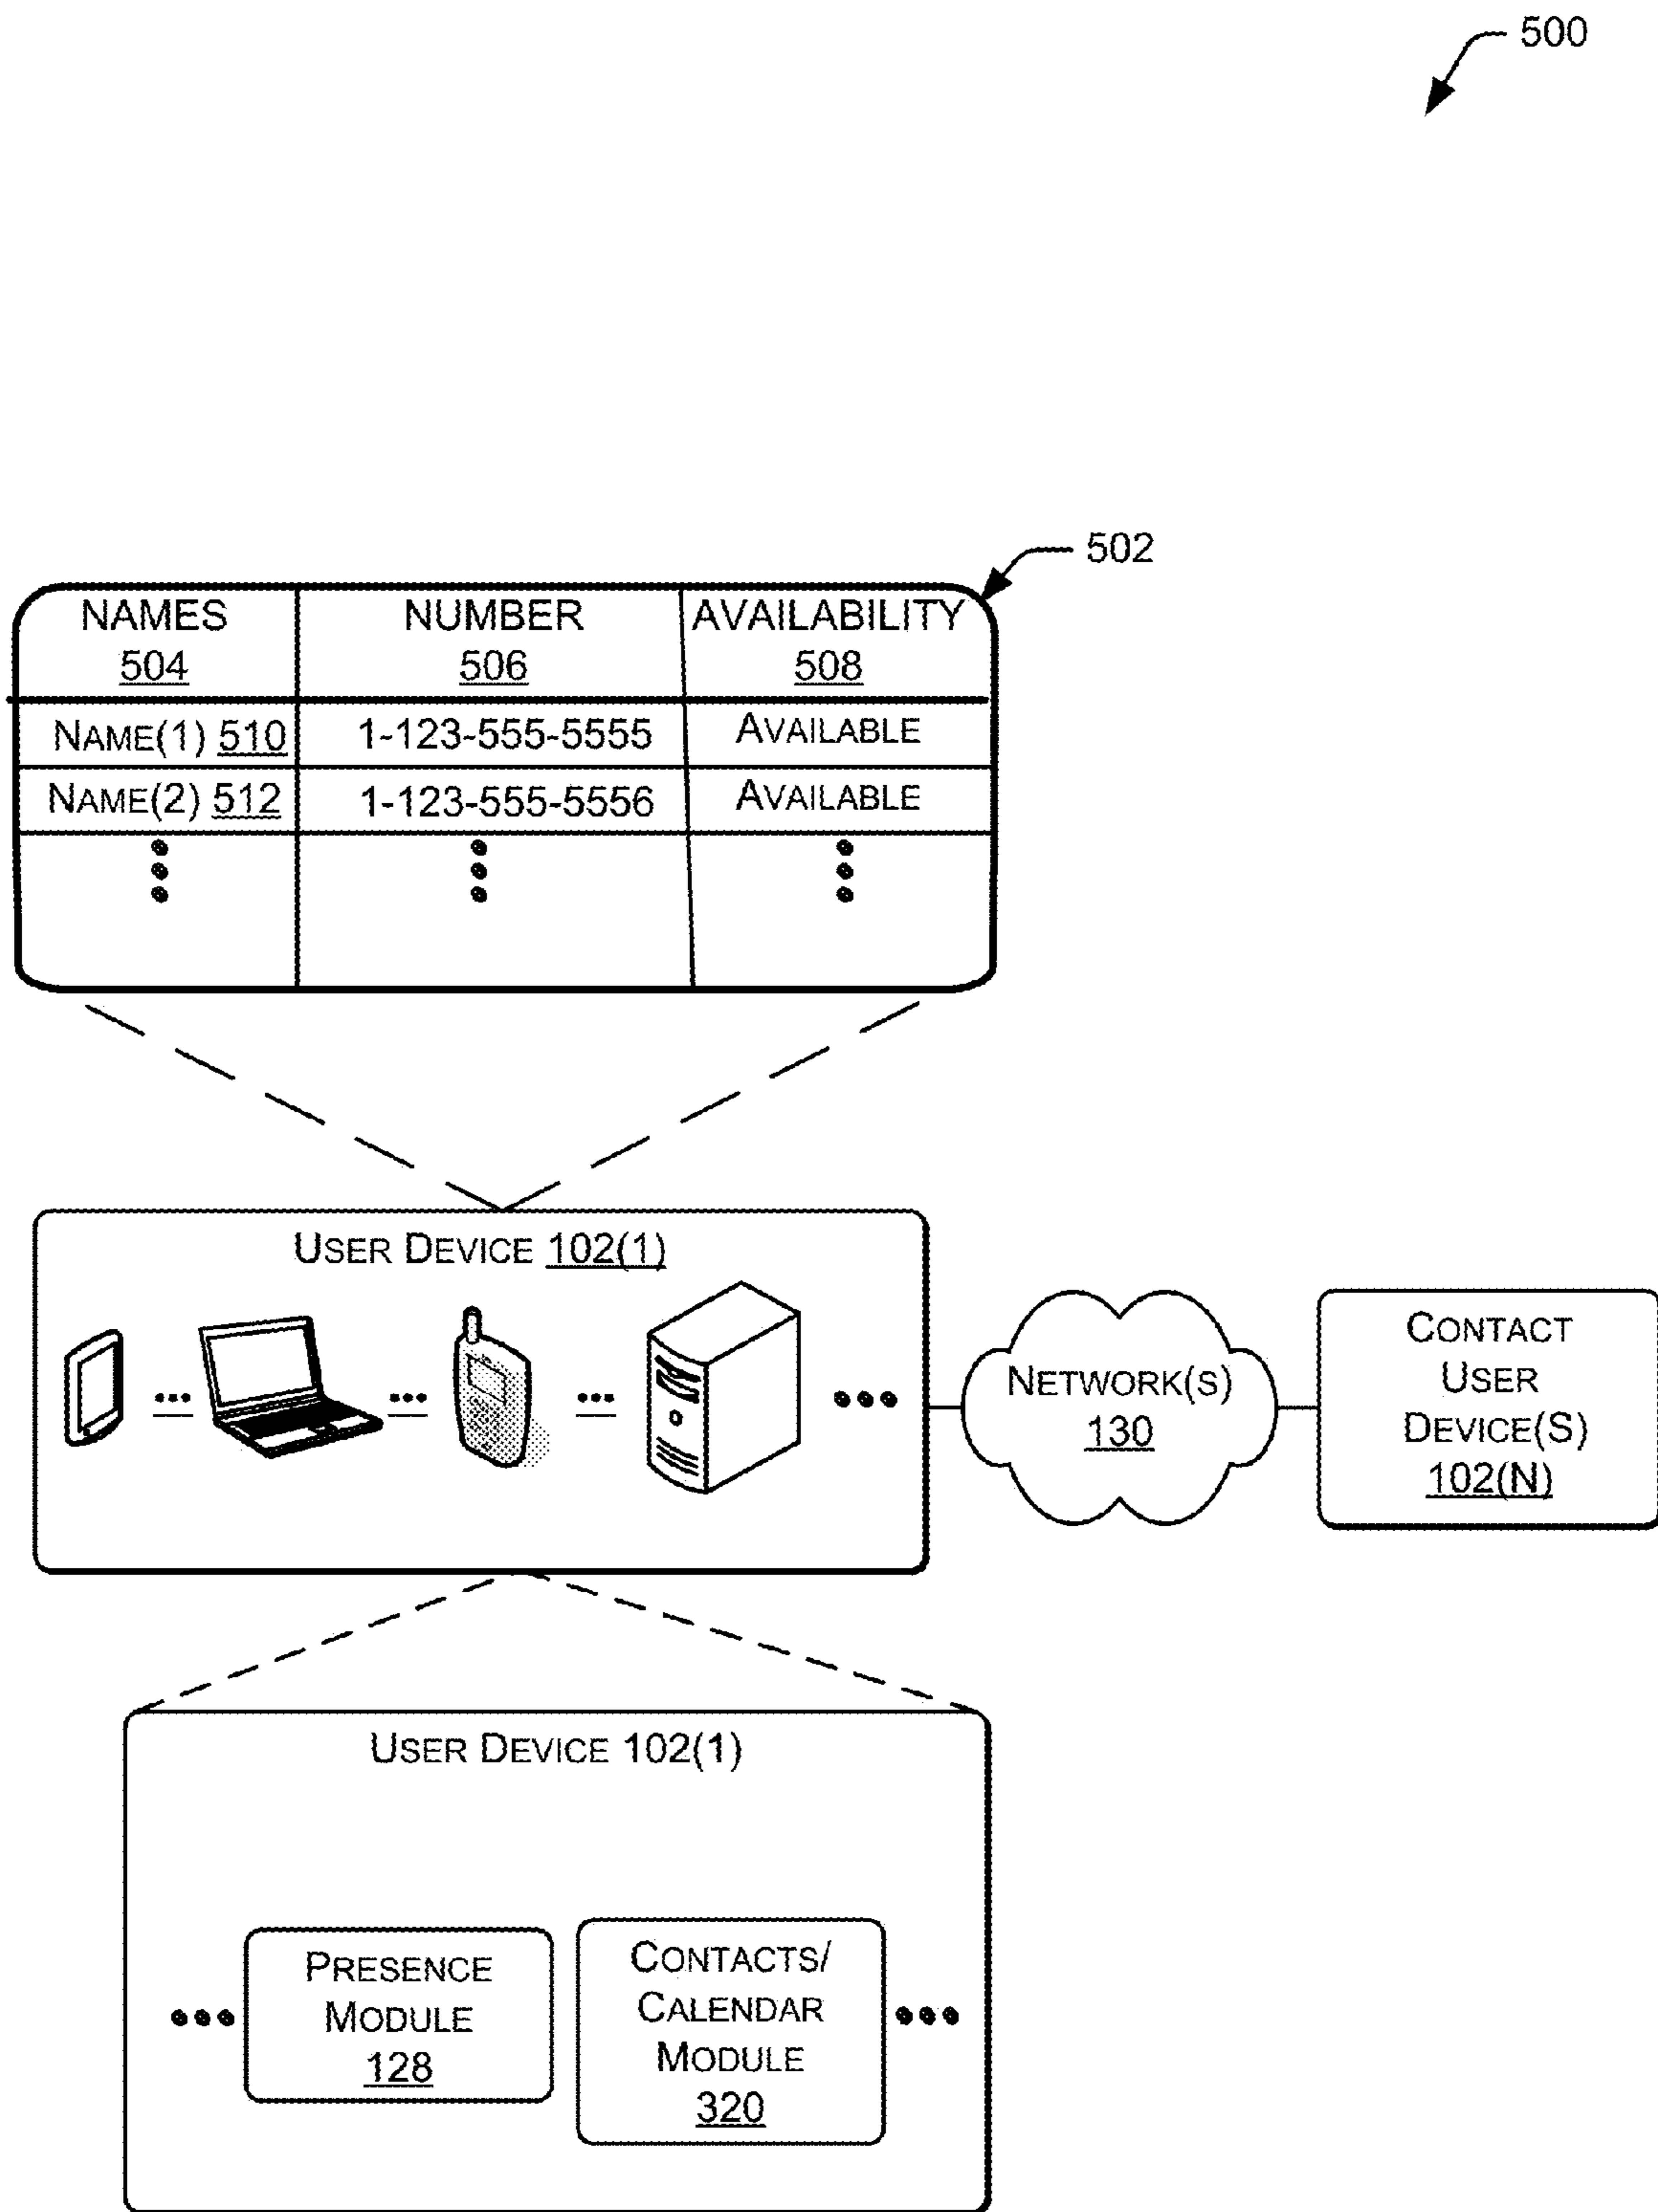 500
502
NAMES NUMBER AVAILABILITY
504 506 508
NAME(1) 510 1-123-555-5555 AVAILABLE
NAME(2) 512 1-123-555-5556 AVAILABLE
USER DEVICE 102(1)
NETWORK(S)
130
CONTACT
USER
DEVICE(S)
102(N)
USER DEVICE 102(1)
PRESENCE
MODULE
128
CONTACTS/
CALENDAR
MODULE
320